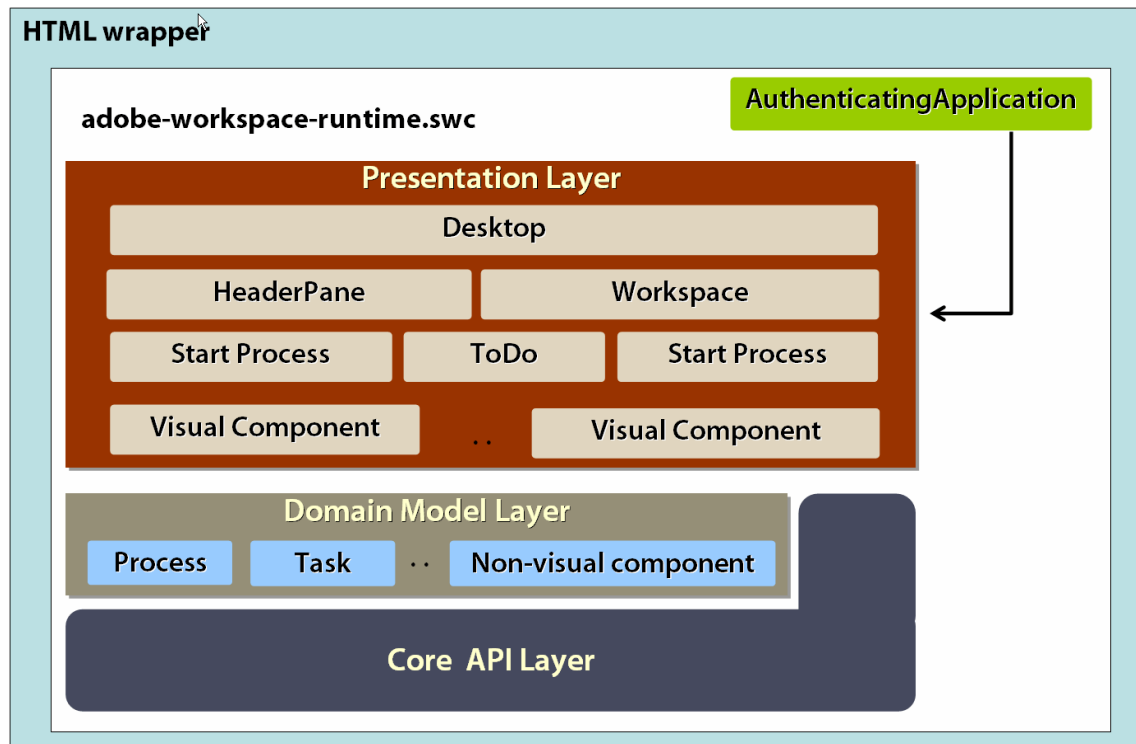 HTML wrapper
AuthenticatingApplication
adobe-workspace-runtime.swc
Presentation Layer
Desktop
HeaderPane
Workspace
Start Process
ToDo
Start Process
Visual Component
. .
Visual Component
Domain Model Layer
Process
Task
. .
Non-visual component
Core API Layer